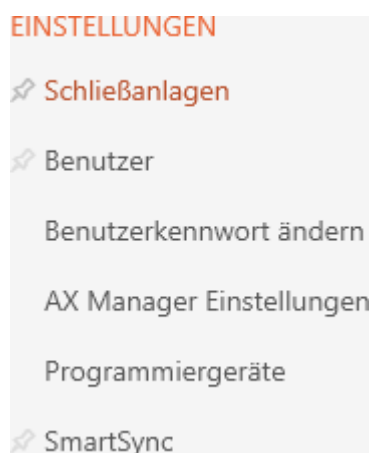 EINSTELLUNGEN
Schließanlagen
Benutzer
Benutzerkennwort ändern
AX Manager Einstellungen
Programmiergeräte
SmartSync